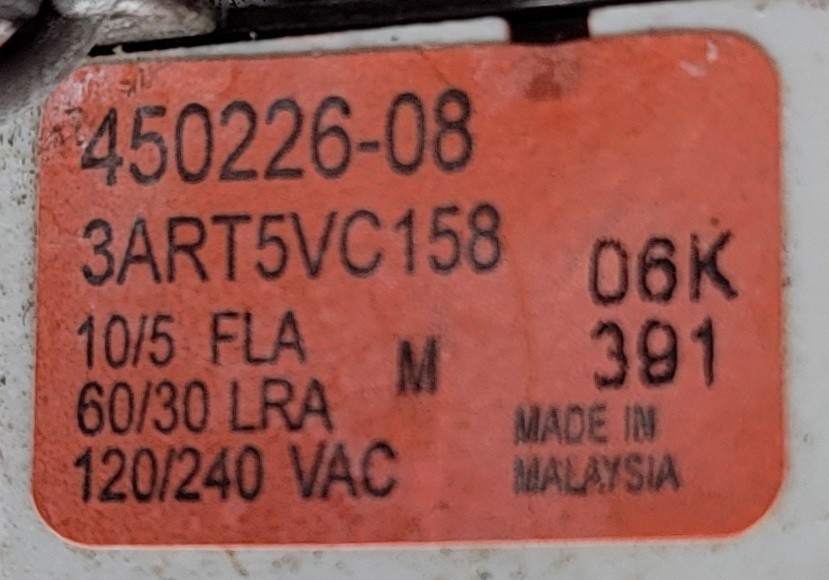 450226-08
3ART5VC158
06K
391
10/5 FLA
M
60/30 LRA
120/240 VAC
MADE IN
MALAYSIA